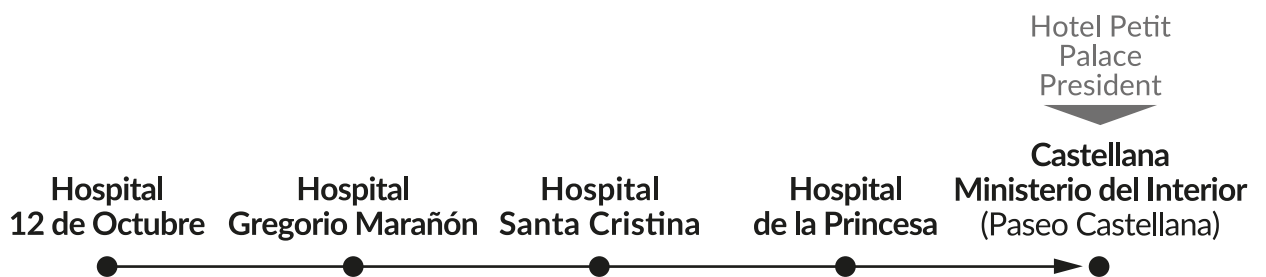 Hotel Petit
Palace
President
Castellana
Ministerio del Interior
(Paseo Castellana)
Hospital
12 de Octubre
Hospital
Gregorio Marañón
Hospital
Santa Cristina
Hospital
de la Princesa